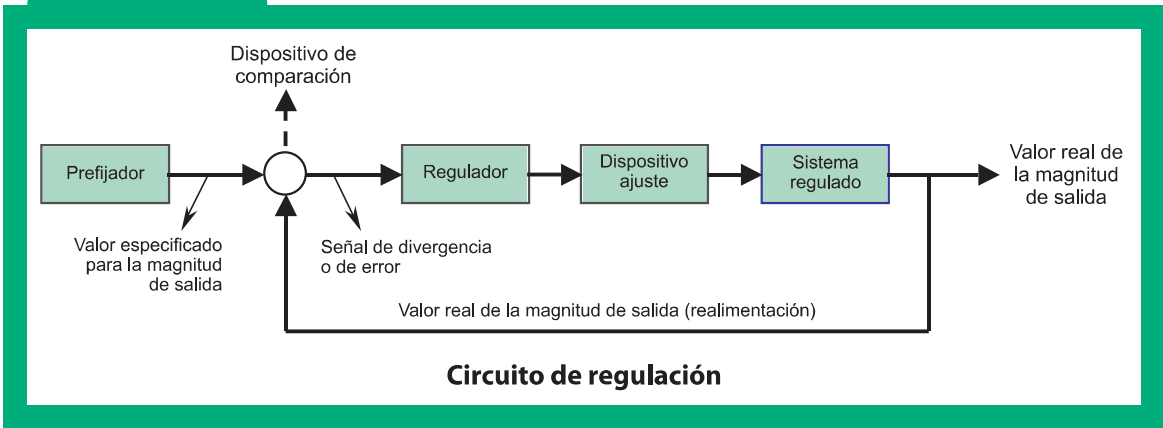 Dispositivo de
comparación
Prefijador
Regulador
Dispositivo
ajuste
Sistema
regulado
Valor real de
la magnitud
de salida
Valor especificado
para la magnitud
de salida
Señal de divergencia
o de error
Valor real de la magnitud de salida (realimentación)
Circuito de regulación